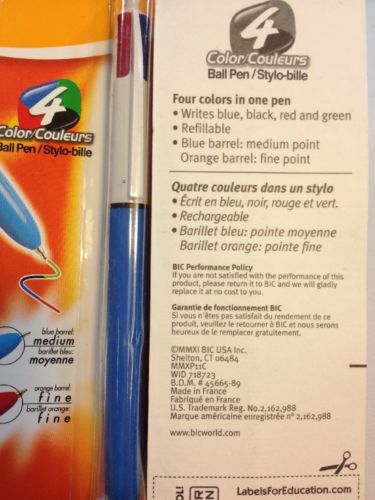 4
Color/Couleurs
Ball Pen/Stylo-bille
blue barrel:
medium
barillet bleu:
moyenne
orange barrel:
fine
barillet orange:
fine
4
Color/Couleurs
Ball Pen/Stylo-bille
Four colors in one pen
• Writes blue, black, red and green
• Refillable
• Blue barrel: medium point
Orange barrel: fine point
Quatre couleurs dans un stylo
• Écrit en bleu, noir, rouge et vert.
• Rechargeable
• Barillet bleu: pointe moyenne
Barillet orange: pointe fine
BIC Performance Policy
If you are not satisfied with the performance of this
product, please return it to BIC and we will gladly
replace it at no cost to you.
Garantie de fonctionnement BIC
Si vous n'êtes pas satisfait du rendement de ce
produit, veuillez le retourner à BIC et nous serons
heureux de le remplacer gratuitement.
©MMXI BIC USA Inc.
Shelton, CT 06484
MMXP11C
WID 718723
B.O.M. # 45665-89
Made in France
Fabriqué en France
U.S. Trademark Reg. No.2,162,988
Marque américaine enregistrée nº 2,162,988
www.bicworld.com
LabelsForEducation.com